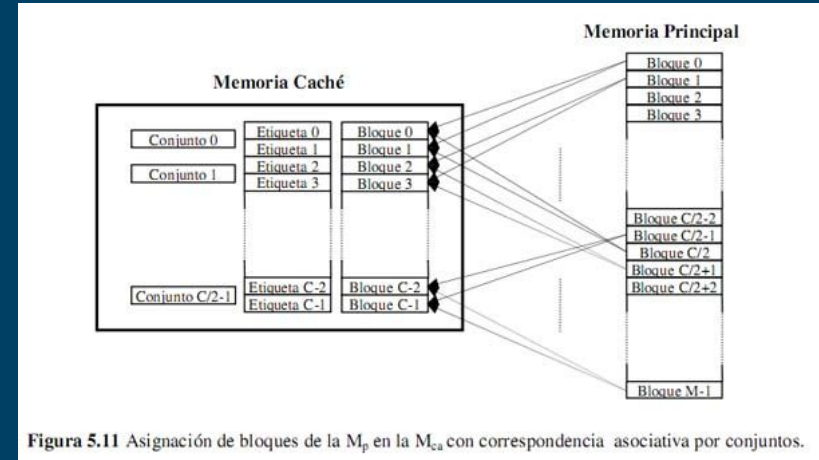 Memoria Principal
Bloque 0
Bloque 1
Bloque 2
Bloque 3
Bloque C/2-2
Bloque C/2-1
Bloque C/2
Bloque C/2+1
Bloque C/2+2
Bloque M-1
Memoria Caché
Conjunto 0
Conjunto 1
Conjunto C/2-1
Etiqueta 0
Etiqueta 1
Etiqueta 2
Etiqueta 3
Etiqueta C-2
Etiqueta C-1
Bloque 0
Bloque 1
Bloque 2
Bloque 3
Bloque C-2
Bloque C-1
Figura 5.11 Asignación de bloques de la Mp en la Mca con correspondencia asociativa por conjuntos.